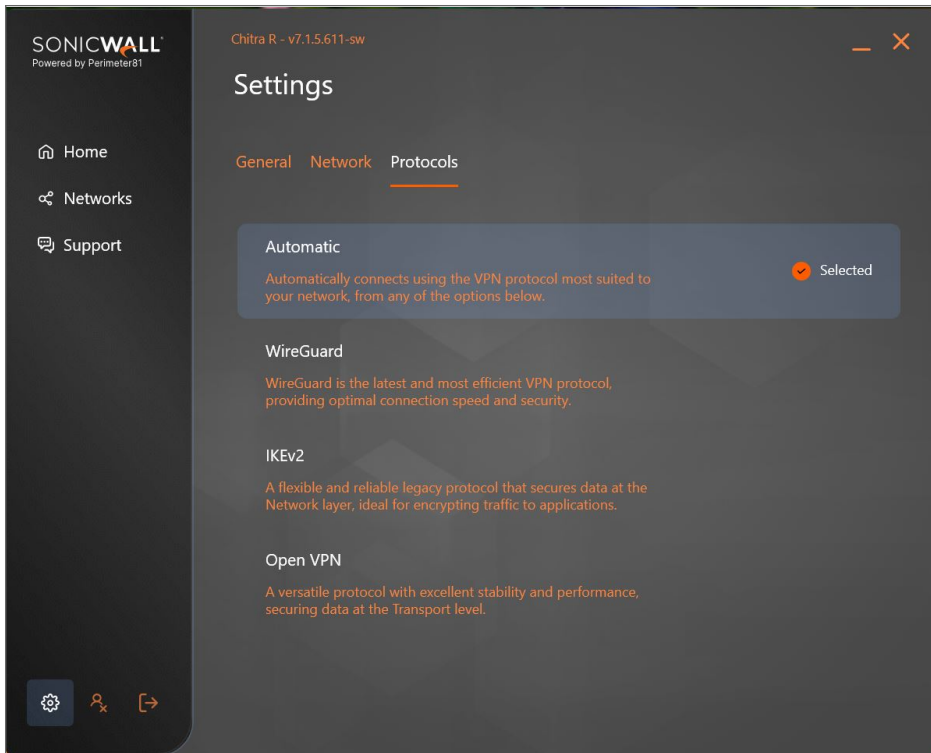 SONICWALL
Powered by Perimeter81
Home
Networks
Support
Chitra R - v7.1.5.611-sw
Settings
General Network Protocols
Automatic
Automatically connects using the VPN protocol most suited to
your network, from any of the options below.
Selected
WireGuard
WireGuard is the latest and most efficient VPN protocol,
providing optimal connection speed and security.
IKEv2
A flexible and reliable legacy protocol that secures data at the
Network layer, ideal for encrypting traffic to applications.
Open VPN
A versatile protocol with excellent stability and performance,
securing data at the Transport level.